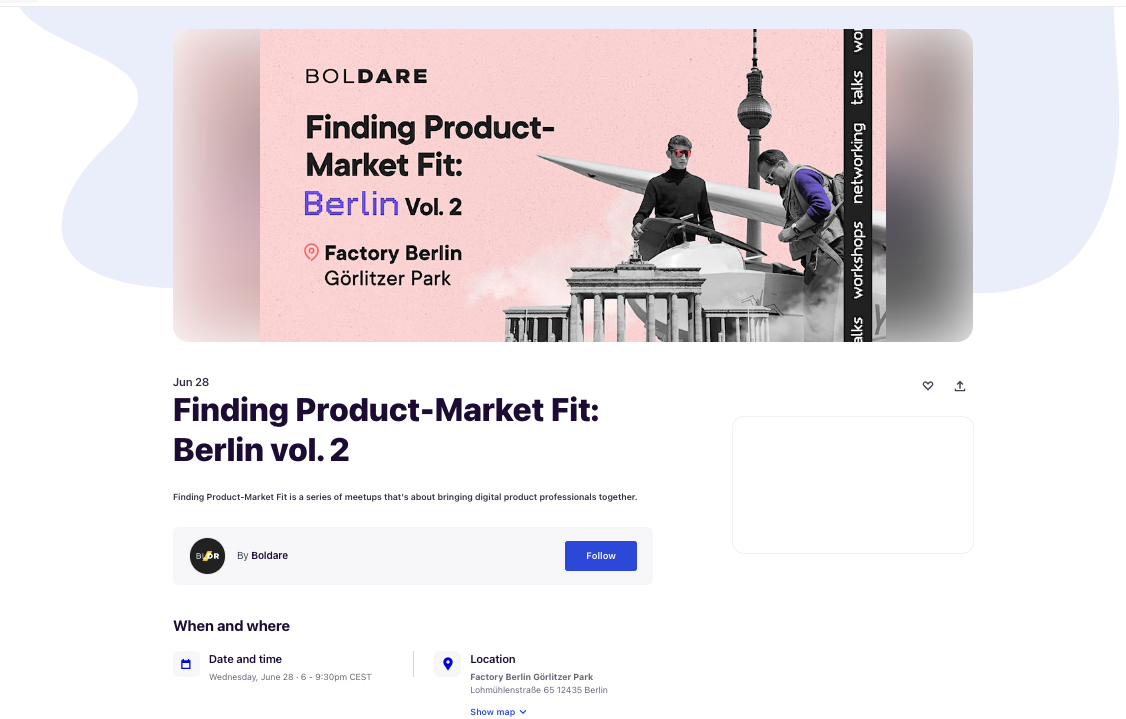 BOLDARE
Finding Product-
Market Fit:
Berlin Vol. 2
Factory Berlin
Görlitzer Park
talks
workshops
networking
talks
Jun 28
Finding Product-Market Fit:
Berlin vol. 2
Finding Product-Market Fit is a series of meetups that's about bringing digital product professionals together.
By Boldare
Follow
When and where
Date and time
Wednesday, June 28 · 6 - 9:30pm CEST
Location
Factory Berlin Görlitzer Park
Lohmühlenstraße 65 12435 Berlin
Show map